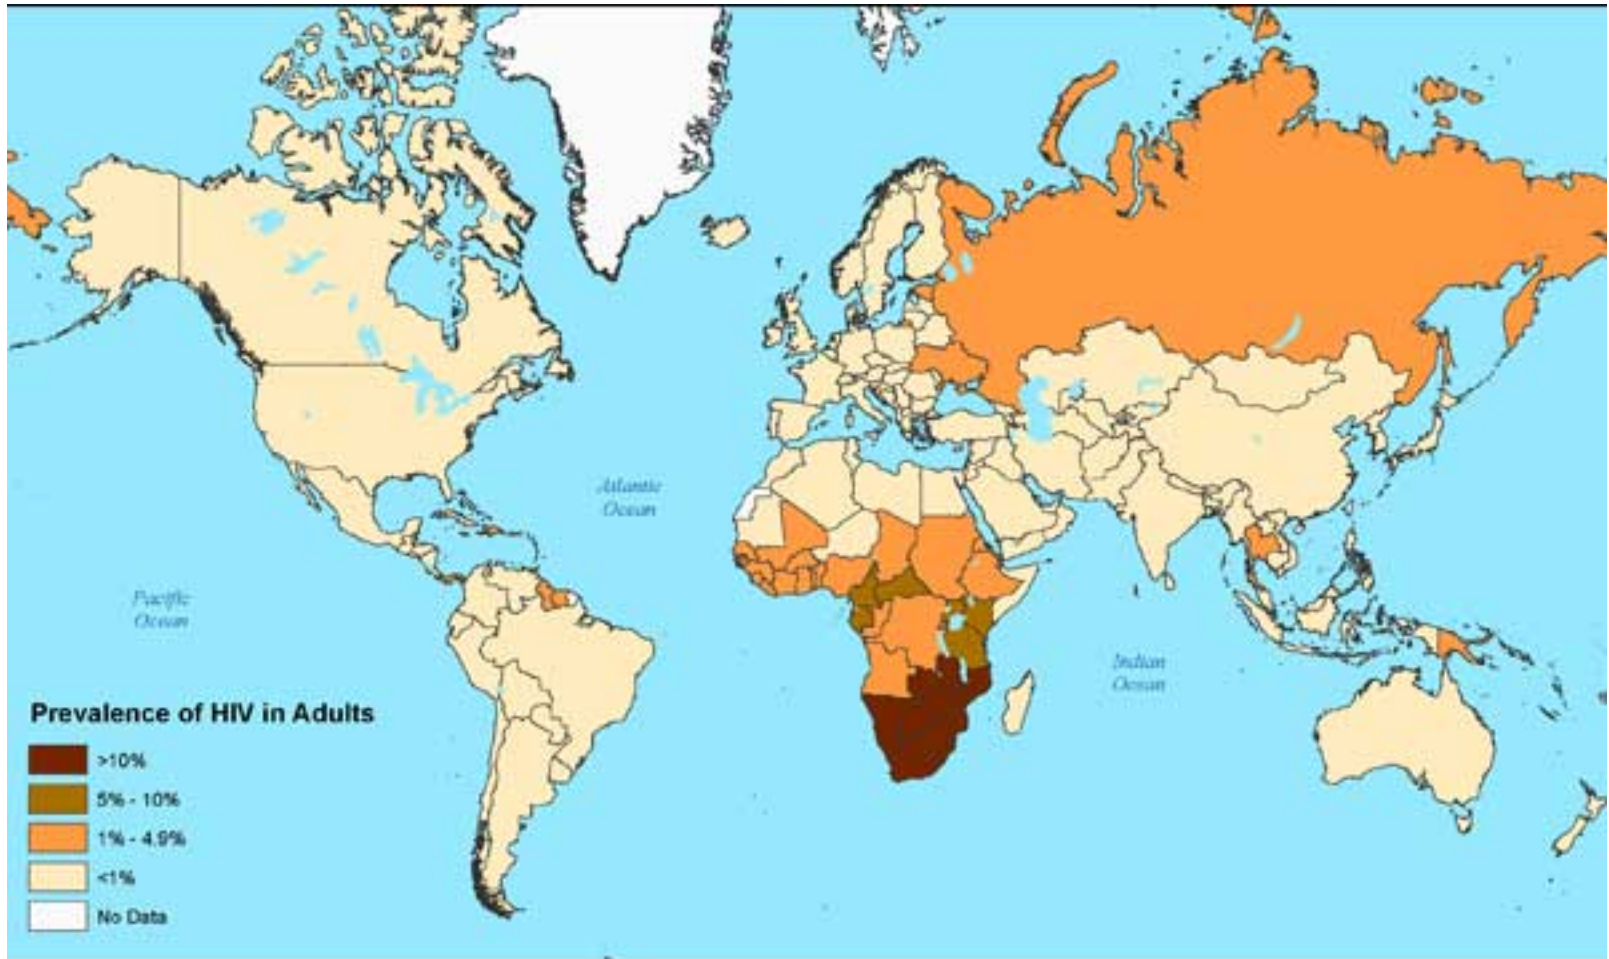 Atlantic
Ocean
Pacific
Ocean
Indian
Ocean
Prevalence of HIV in Adults
>10%
5% - 10%
1% - 4.9%
<1%
No Data